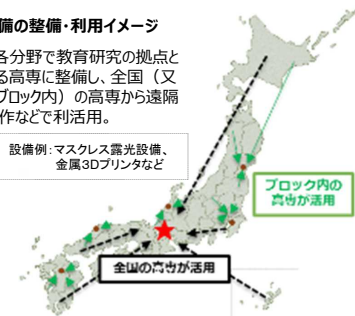 備の整備・利用イメージ
各分野で教育研究の拠点と
る高専に整備し、全国（又
ブロック内）の高専から遠隔
作などで利活用。
設備例：マスクレス露光設備、
金属3Dプリンタなど
ブロック内の
高専が活用
全国の高専が活用